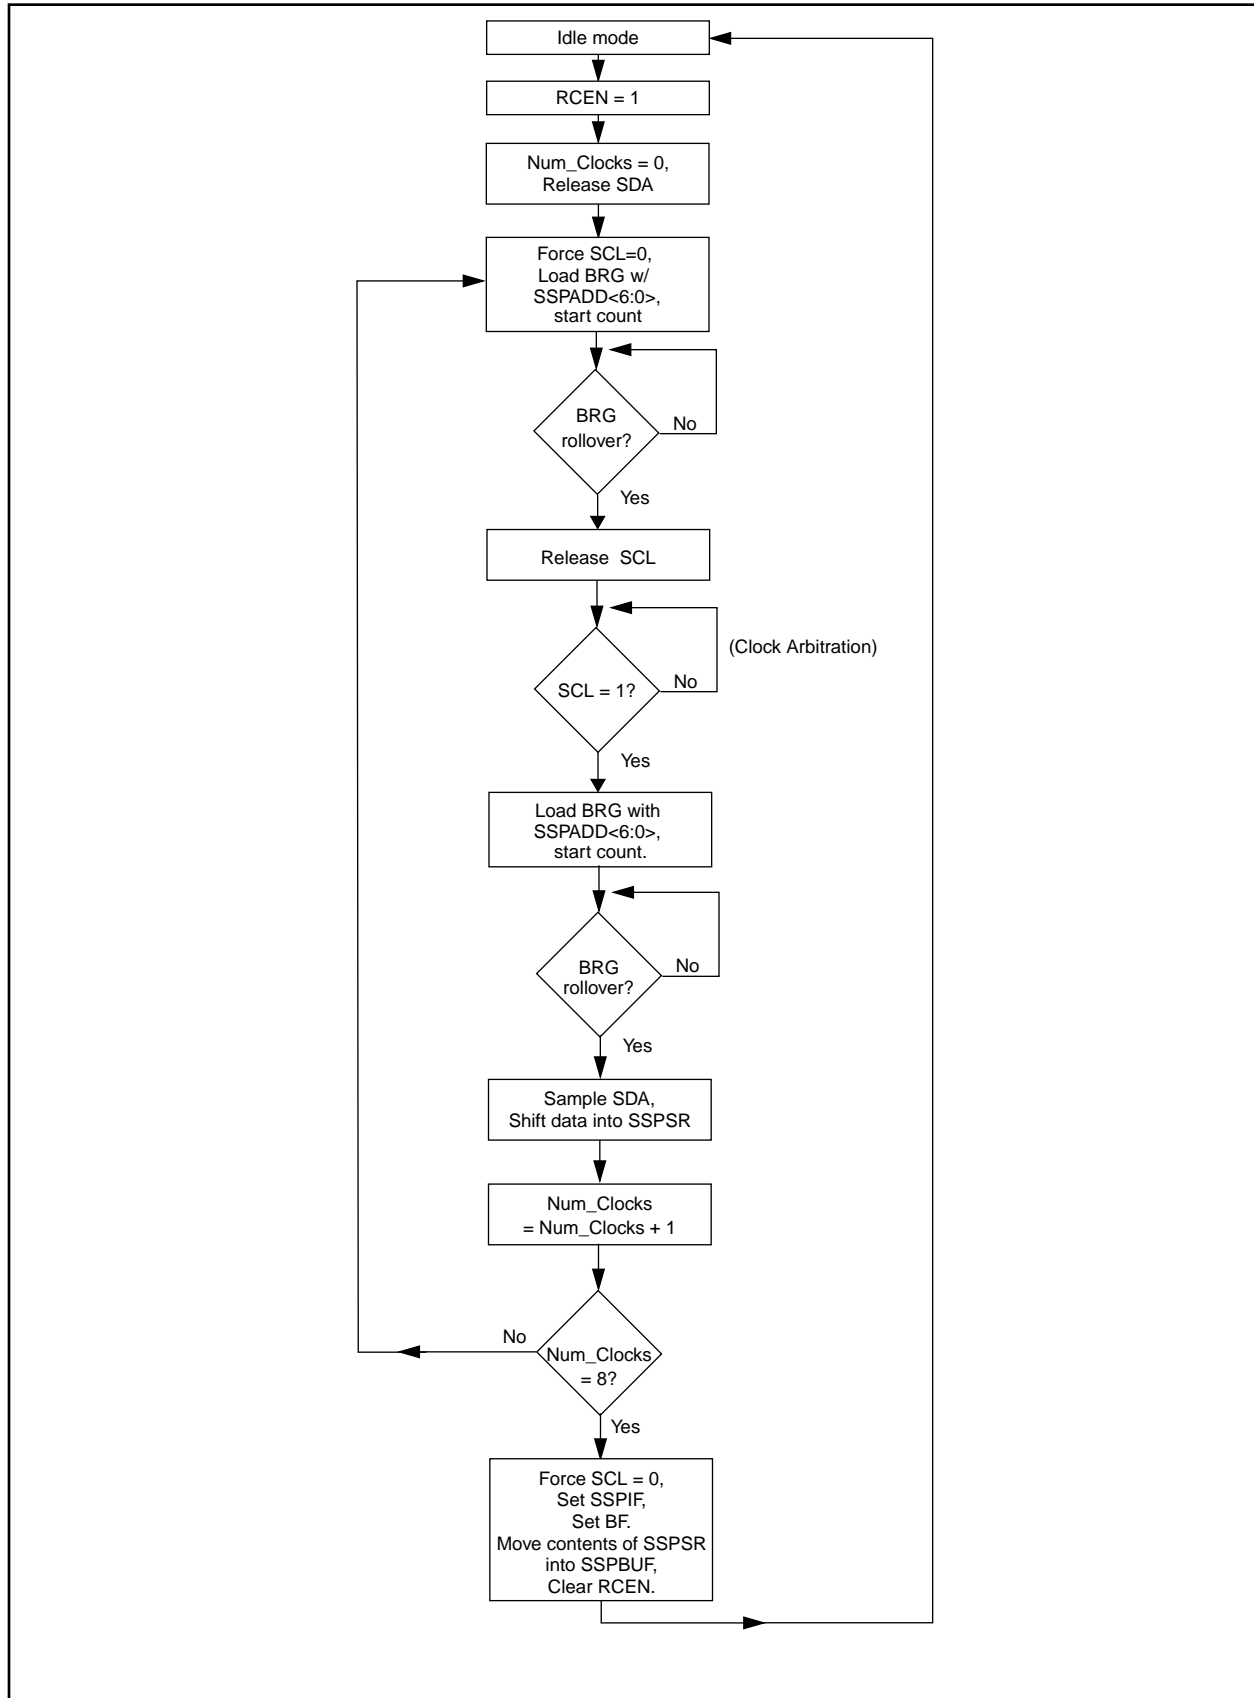 Idle mode
RCEN = 1
Num_Clocks = 0,
Release SDA
Force SCL=0,
Load BRG w/
SSPADD<6:0>,
start count
BRG
rollover?
No
Yes
Release SCL
(Clock Arbitration)
SCL = 1?
No
Yes
Load BRG with
SSPADD<6:0>,
start count.
BRG
rollover?
No
Yes
Sample SDA,
Shift data into SSPSR
Num_Clocks
= Num_Clocks + 1
No
Num_Clocks
= 8?
Yes
Force SCL = 0,
Set SSPIF,
Set BF.
Move contents of SSPSR
into SSPBUF,
Clear RCEN.